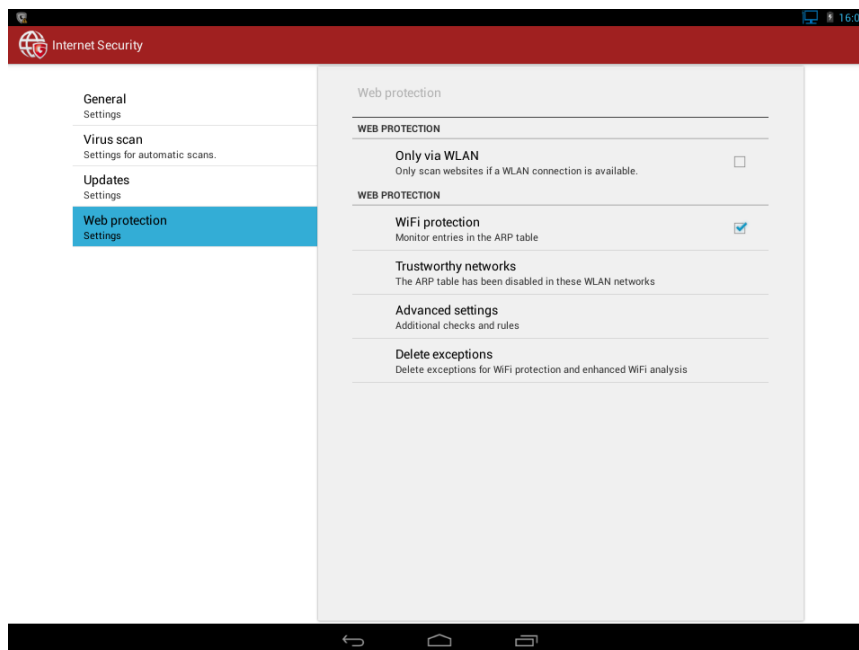 16:0
Internet Security
General
Settings
Virus scan
Settings for automatic scans.
Updates
Settings
Web protection
Settings
Web protection
WEB PROTECTION
Only via WLAN
Only scan websites if a WLAN connection is available.
WEB PROTECTION
WiFi protection
Monitor entries in the ARP table
Trustworthy networks
The ARP table has been disabled in these WLAN networks
Advanced settings
Additional checks and rules
Delete exceptions
Delete exceptions for WiFi protection and enhanced WiFi analysis